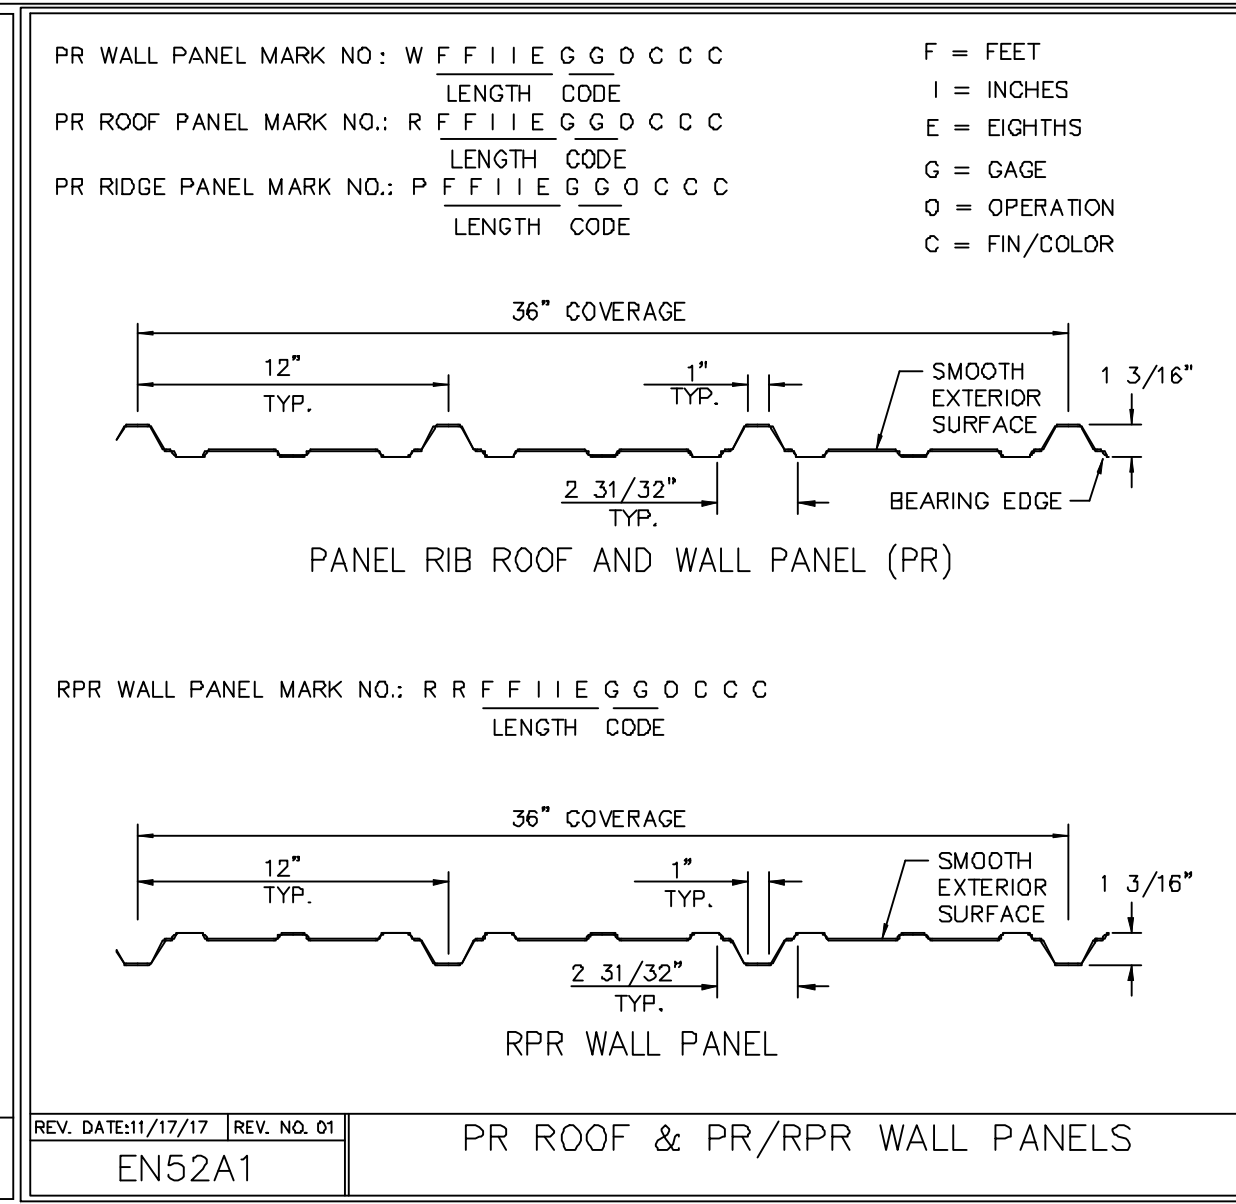 PR WALL PANEL MARK NO: W F F I I E G G O C C C
LENGTH CODE
PR ROOF PANEL MARK NO.: R F F I I E G G O C C C
LENGTH CODE
PR RIDGE PANEL MARK NO.: P F F I I E G G O C C C
LENGTH CODE
F = FEET
I = INCHES
E = EIGHTHS
G = GAGE
O = OPERATION
C = FIN/COLOR
36" COVERAGE
12"
TYP.
1"
TYP.
SMOOTH
EXTERIOR
SURFACE
1 3/16"
2 31/32"
TYP.
BEARING EDGE
PANEL RIB ROOF AND WALL PANEL (PR)
RPR WALL PANEL MARK NO.: R R F F I I E G G O C C C
LENGTH CODE
36" COVERAGE
12"
TYP.
1"
TYP.
SMOOTH
EXTERIOR
SURFACE
1 3/16"
2 31/32"
TYP.
RPR WALL PANEL
REV. DATE:11/17/17 REV. NO. 01
EN52A1
PR ROOF & PR/RPR WALL PANELS